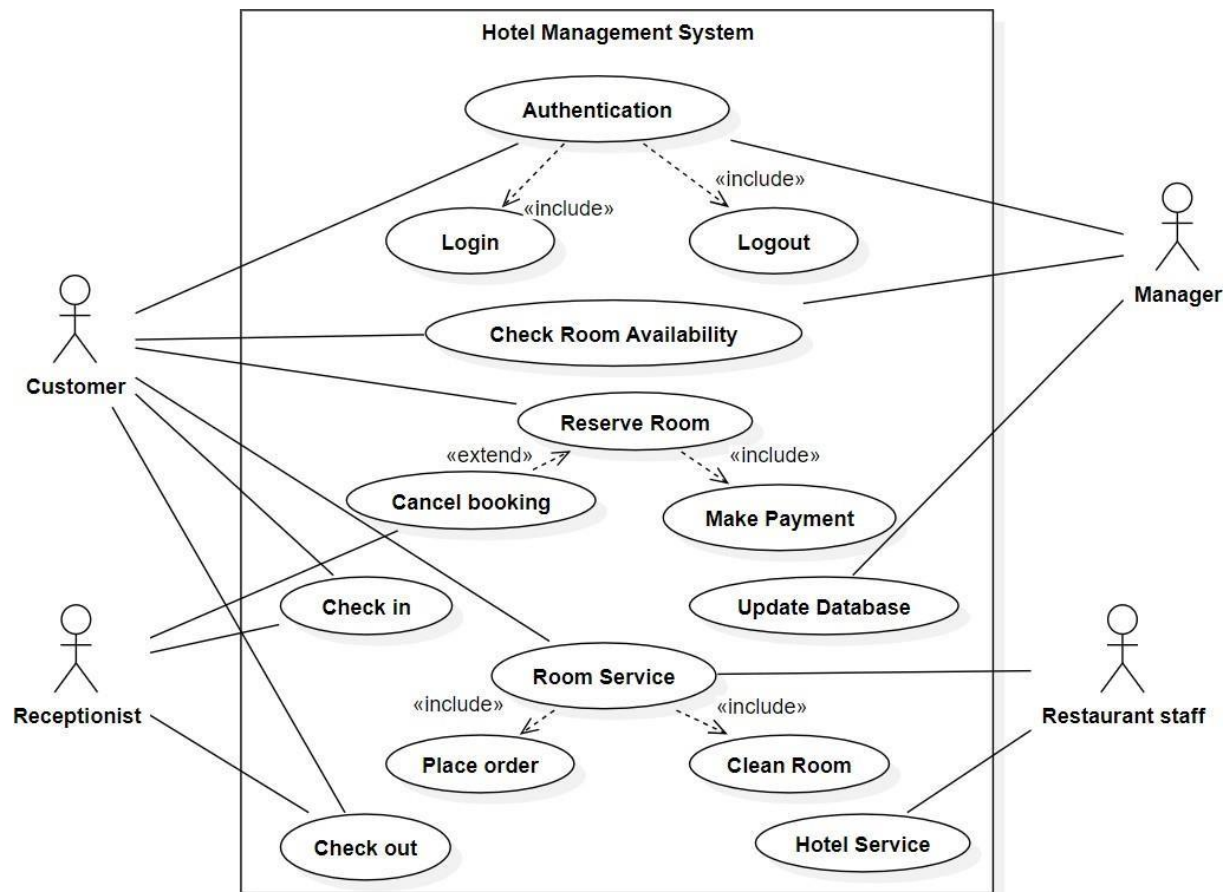 Hotel Management System
Authentication
«include»
«include»
Login
Logout
Manager
Check Room Availability
Customer
Reserve Room
«extend»
«include»
Cancel booking
Make Payment
Check in
Update Database
Room Service
«include»
«include»
Receptionist
Restaurant staff
Place order
Clean Room
Check out
Hotel Service